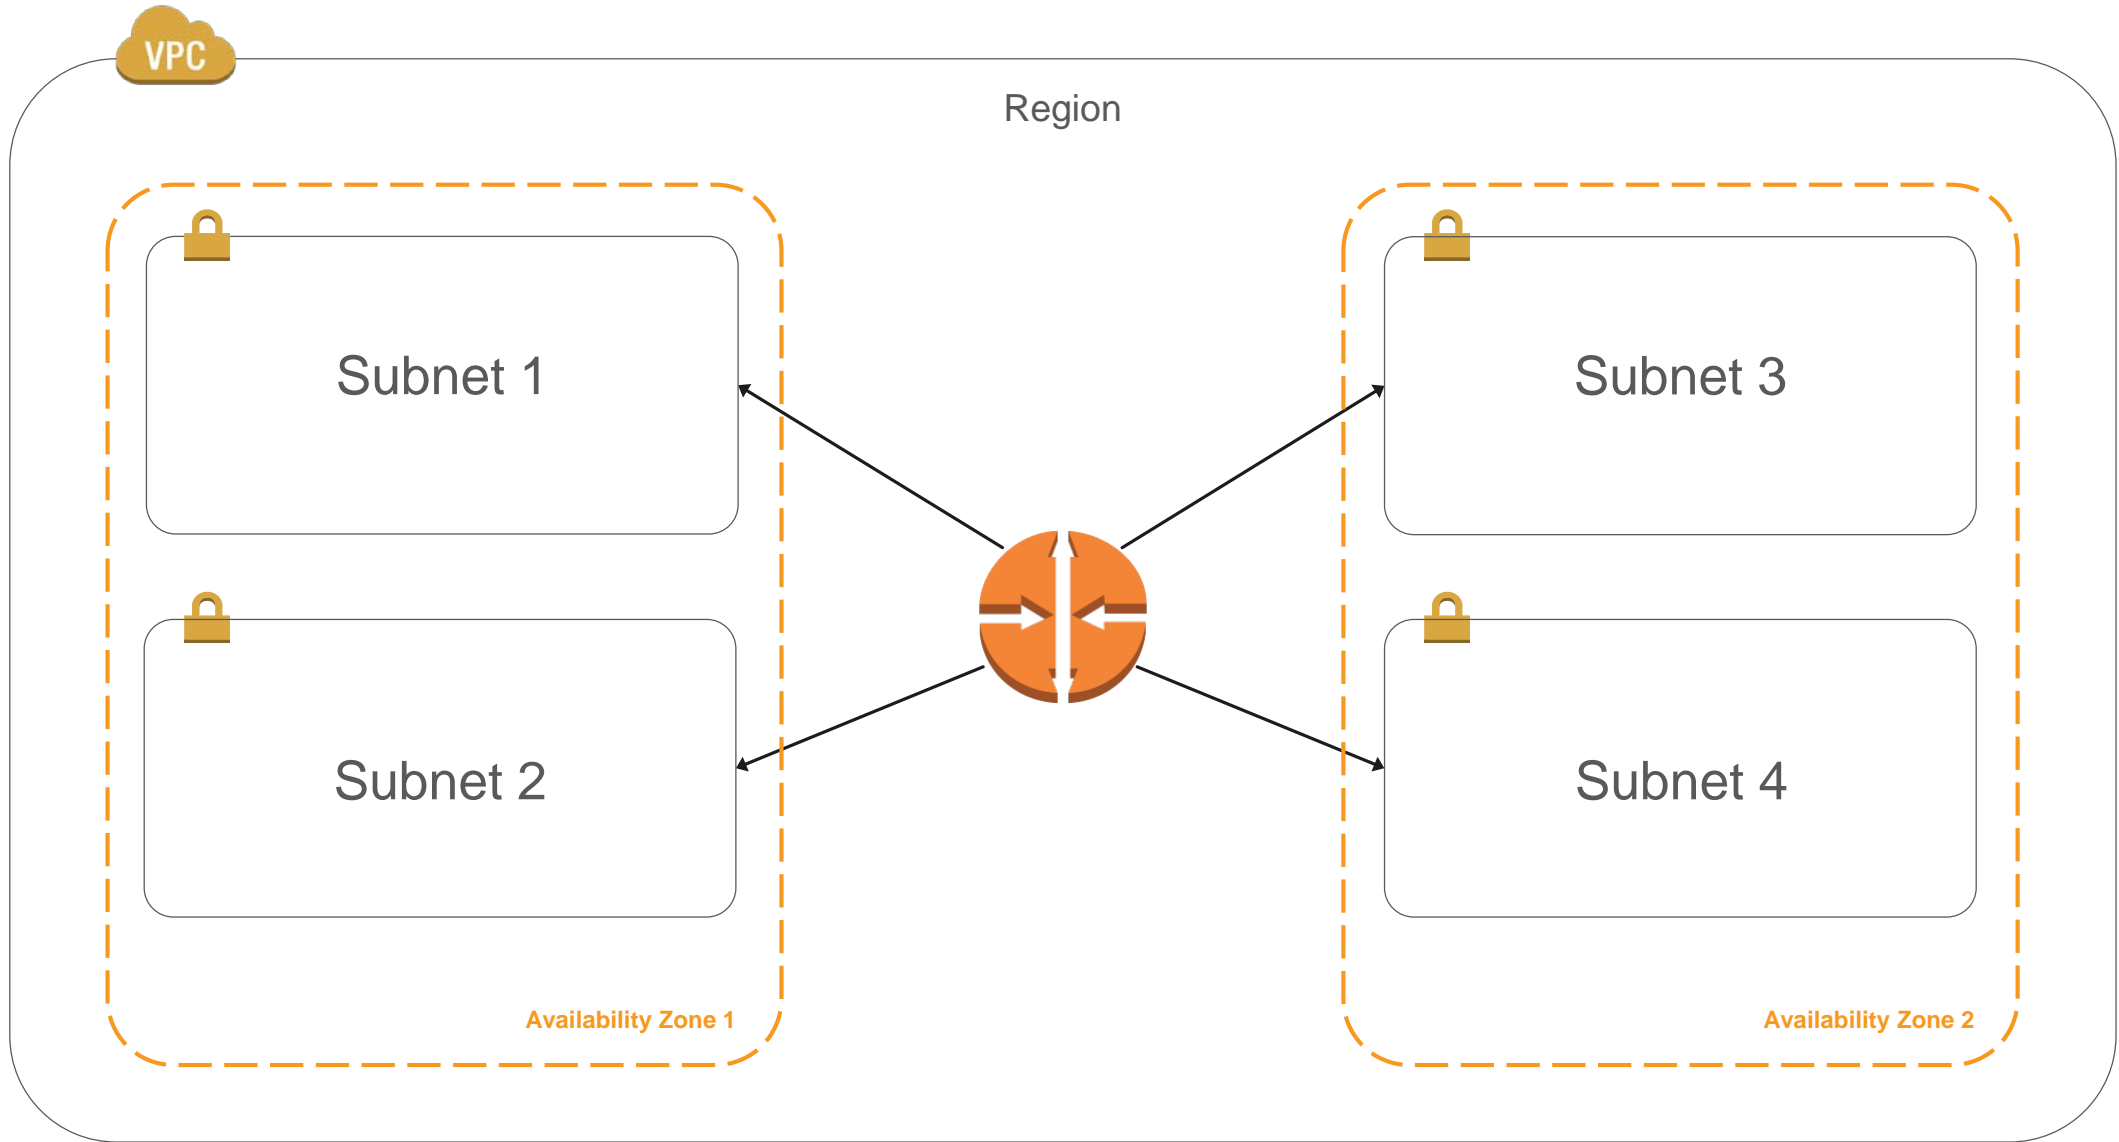 VPC
Region
Subnet 1
Subnet 3
Subnet 2
Subnet 4
Availability Zone 1
Availability Zone 2